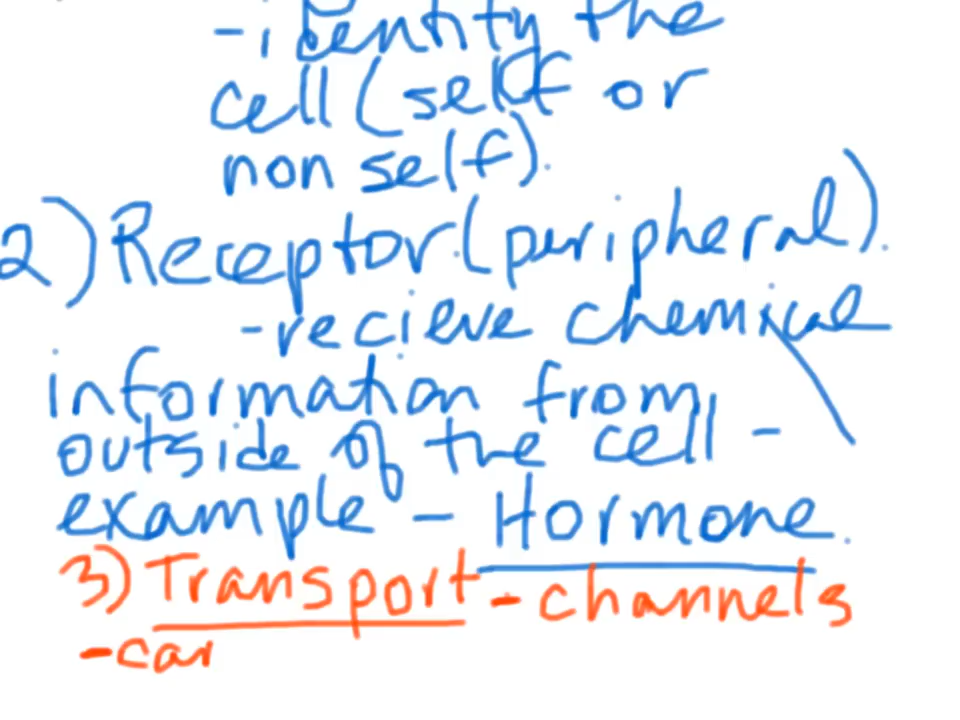 - identity the
cell (self or
non self).
2) Receptor (peripheral).
- recieve chemical
information from
outside of the cell -
example - Hormone.
3) Transport - channels
- car